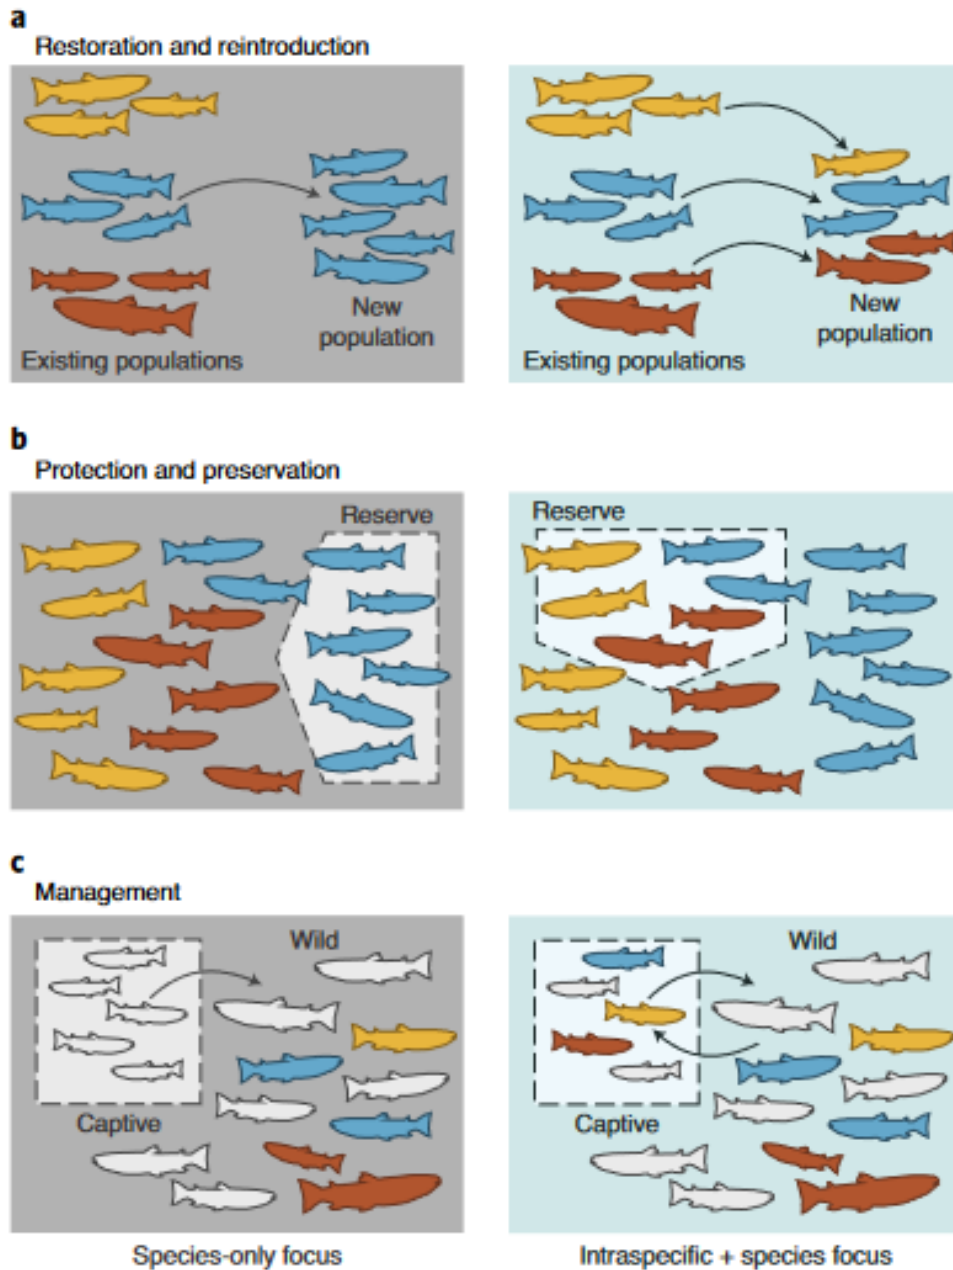 a
Restoration and reintroduction
New
population
Existing populations
New
population
Existing populations
b
Protection and preservation
Reserve
Reserve
c
Management
Wild
Captive
Wild
Captive
Species-only focus
Intraspecific + species focus